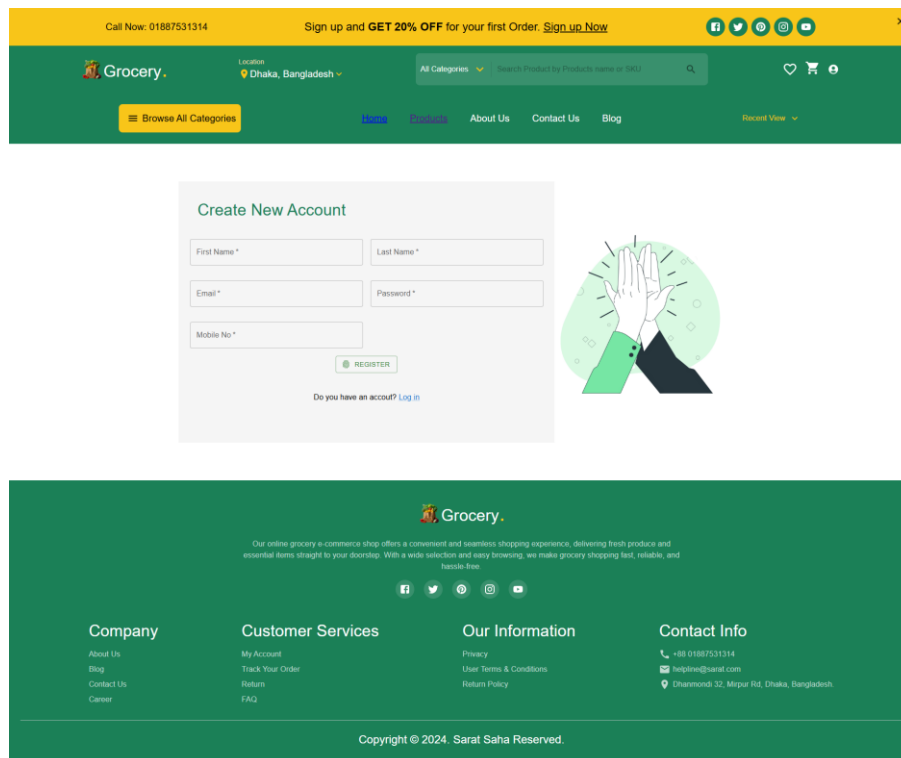 Call Now: 01887531314
Sign up and GET 20% OFF for your first Order. Sign up Now
Grocery.
Location
Dhaka, Bangladesh
All Categories
Search Product by Products name or SKU
Browse All Categories
Home
Products
About Us
Contact Us
Blog
Recent View
Create New Account
First Name *
Last Name *
Email *
Password *
Mobile No *
REGISTER
Do you have an accout? Log in
Grocery.
Our online grocery e-commerce shop offers a convenient and seamless shopping experience, delivering fresh produce and
essential items straight to your doorstep. With a wide selection and easy browsing, we make grocery shopping fast, reliable, and
hassle-free.
Company
About Us
Blog
Contact Us
Career
Customer Services
My Account
Track Your Order
Return
FAQ
Our Information
Privacy
User Terms & Conditions
Return Policy
Contact Info
+88 01887531314
helpline@sarat.com
Dhanmondi 32, Mirpur Rd, Dhaka, Bangladesh.
Copyright © 2024. Sarat Saha Reserved.